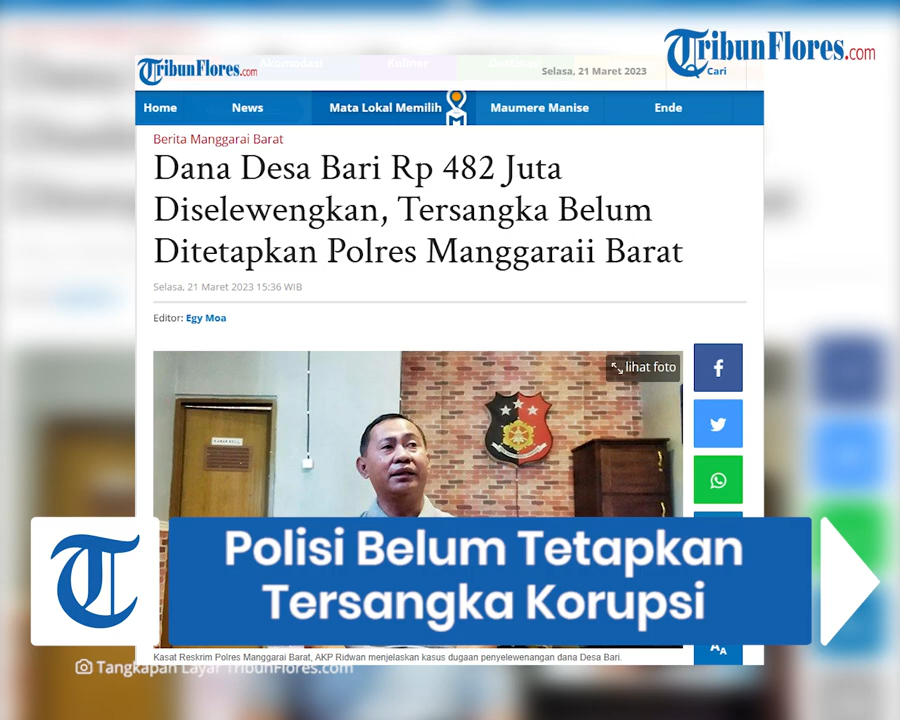 TribunFlores.com
TribunFlores.com
Akomodasi
Kuliner
Selasa, 21 Maret 2023
Cari
Home
News
Mata Lokal Memilih
Maumere Manise
Ende
Berita Manggarai Barat
Dana Desa Bari Rp 482 Juta
Diselewengkan, Tersangka Belum
Ditetapkan Polres Manggaraii Barat
Selasa, 21 Maret 2023 15:36 WIB
Editor: Egy Moa
lihat foto
Polisi Belum Tetapkan
Tersangka Korupsi
Kasat Reskrim Polres Manggarai Barat, AKP Ridwan menjelaskan kasus dugaan penyelewenangan dana Desa Bari.
Tangkapan Layar TribunFlores.com
AA